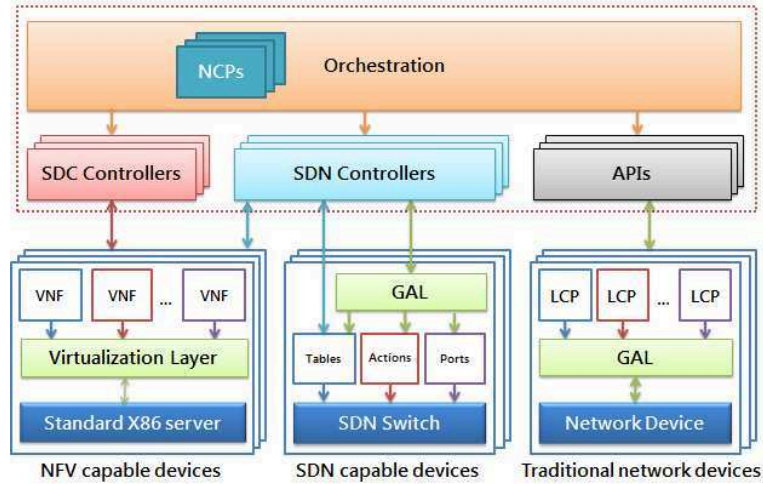 NCPs
Orchestration
SDC Controllers
SDN Controllers
APIs
VNF
VNF
...
VNF
Virtualization Layer
Standard X86 server
NFV capable devices
GAL
Tables
Actions
Ports
SDN Switch
SDN capable devices
LCP
LCP
...
LCP
GAL
Network Device
Traditional network devices